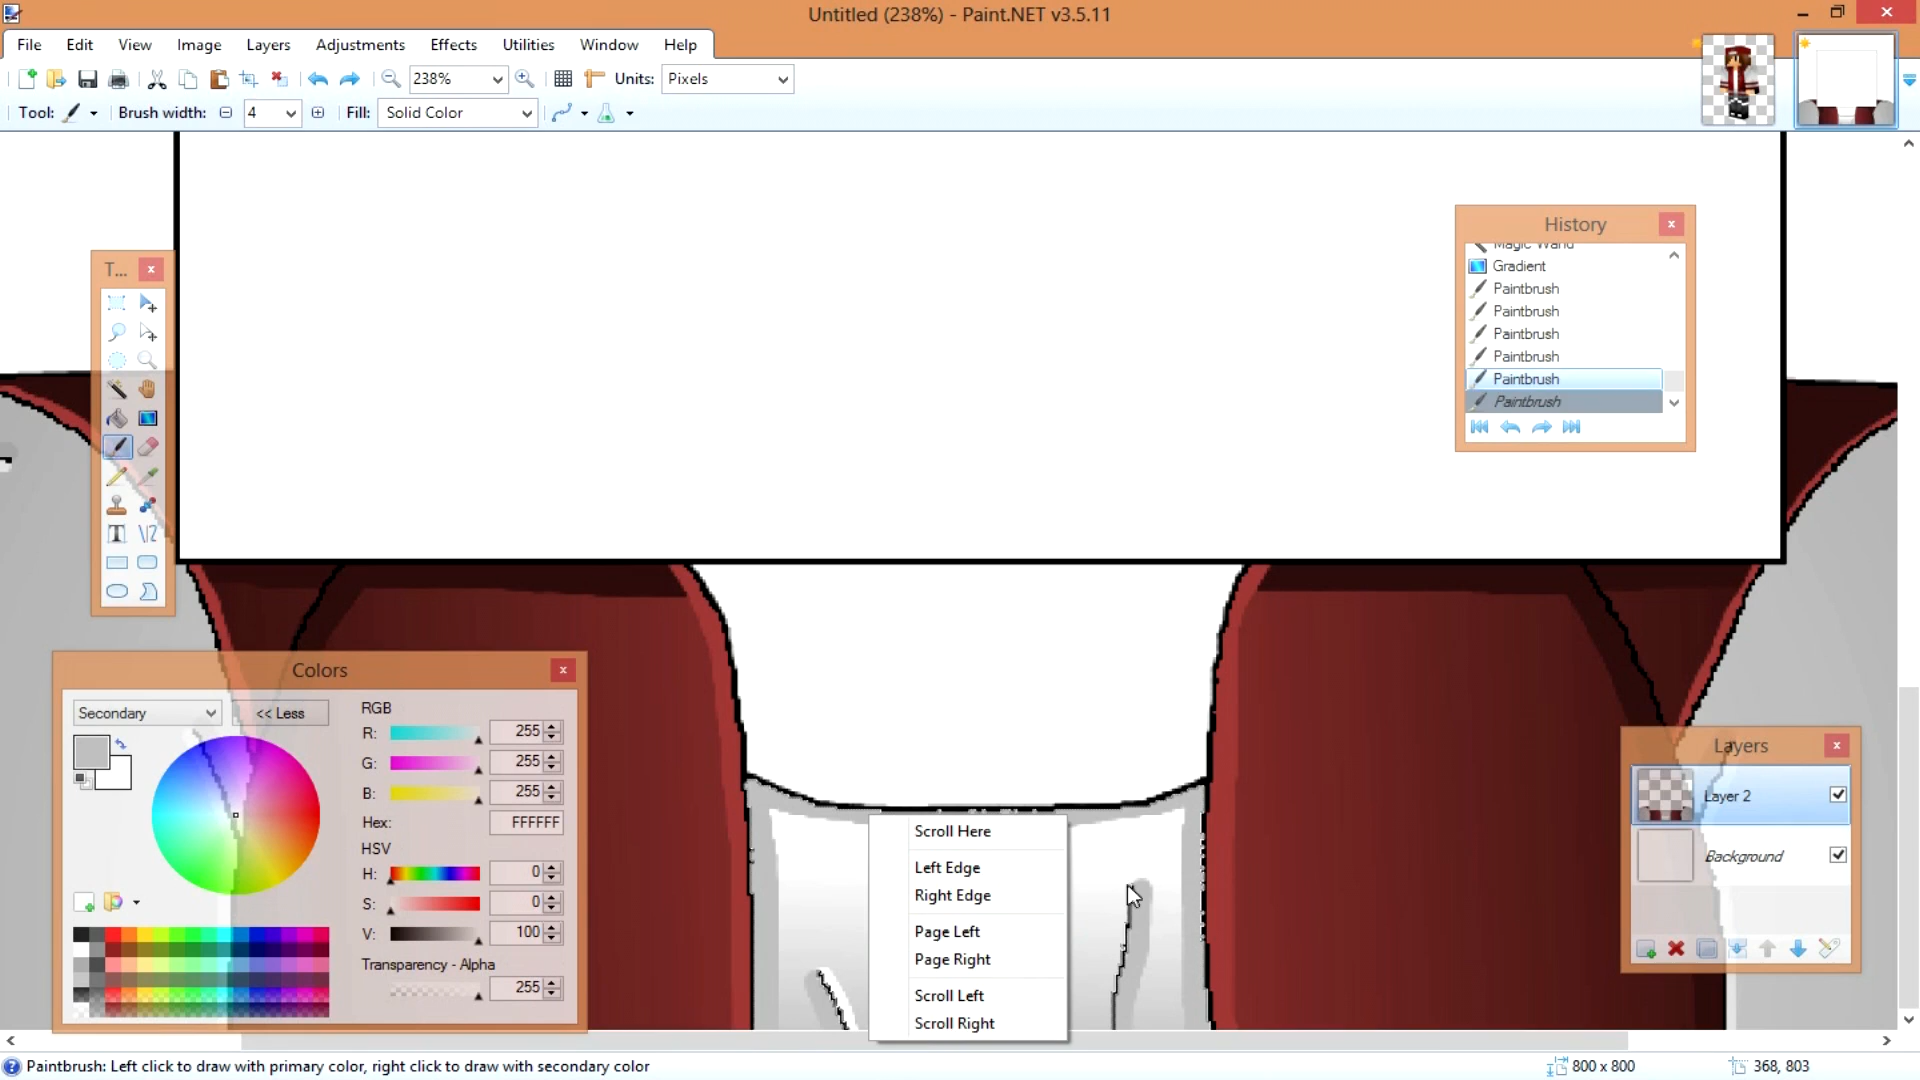 Untitled (238%) - Paint.NET v3.5.11
File Edit View Image Layers Adjustments Effects Utilities Window Help
238% Units: Pixels
Tool: Brush width: 4 Fill: Solid Color
T...
History
Magic Wand
Gradient
Paintbrush
Paintbrush
Paintbrush
Paintbrush
Paintbrush
Paintbrush
Colors
Secondary << Less
RGB
R: 255
G: 255
B: 255
Hex: FFFFFF
HSV
H: 0
S: 0
V: 100
Transparency - Alpha
255
Scroll Here
Left Edge
Right Edge
Page Left
Page Right
Scroll Left
Scroll Right
Layers
Layer 2
Background
Paintbrush: Left click to draw with primary color, right click to draw with secondary color
800 x 800
368, 803